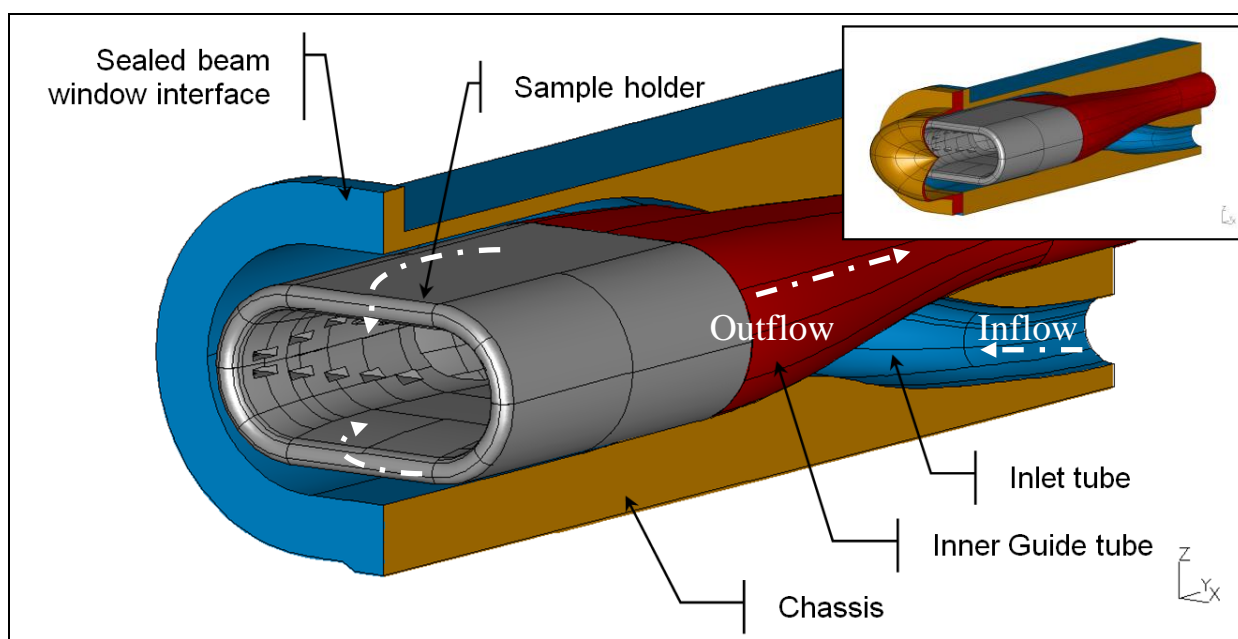 Sealed beam
window interface
Sample holder
Outflow
Inflow
Inlet tube
Inner Guide tube
Chassis
Z
Y
X